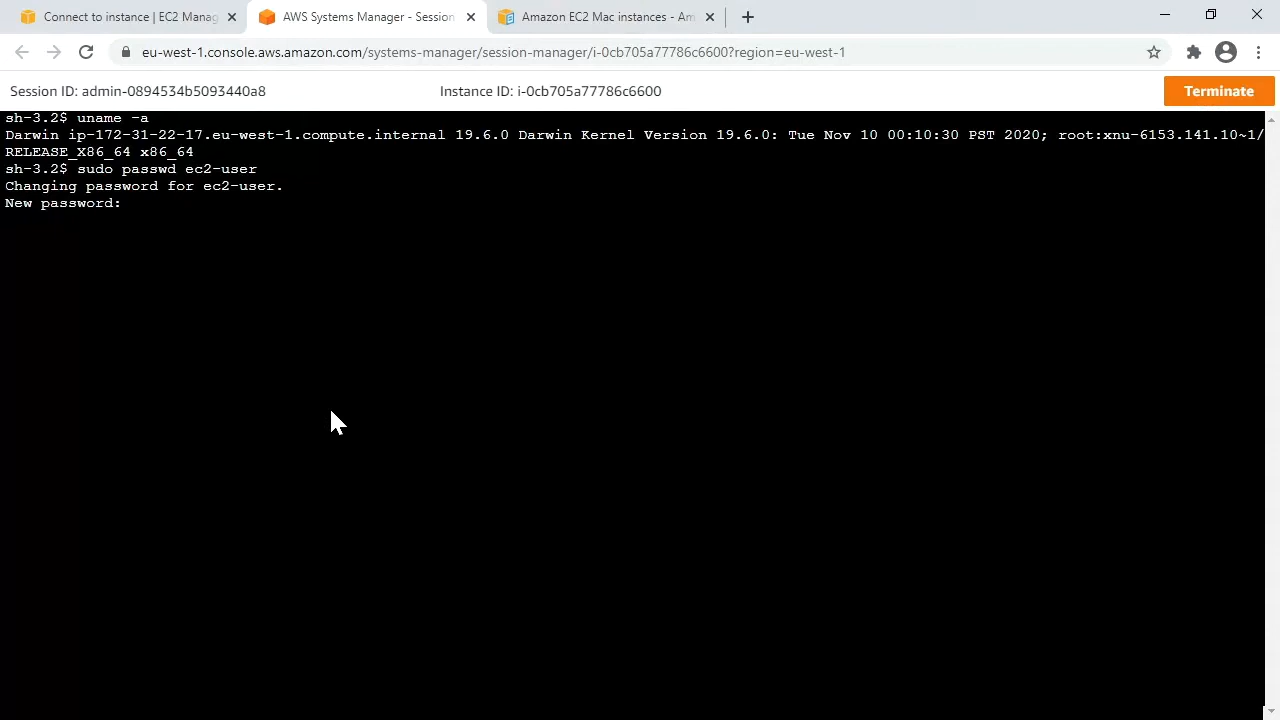 Connect to instance | EC2 Manag
AWS Systems Manager - Session
Amazon EC2 Mac instances - Am
eu-west-1.console.aws.amazon.com/systems-manager/session-manager/i-0cb705a77786c6600?region=eu-west-1
Session ID: admin-0894534b5093440a8
Instance ID: i-0cb705a77786c6600
Terminate
sh-3.2$ uname -a
Darwin ip-172-31-22-17.eu-west-1.compute.internal 19.6.0 Darwin Kernel Version 19.6.0: Tue Nov 10 00:10:30 PST 2020; root:xnu-6153.141.10~1/
RELEASE_X86_64 x86_64
sh-3.2$ sudo passwd ec2-user
Changing password for ec2-user.
New password: